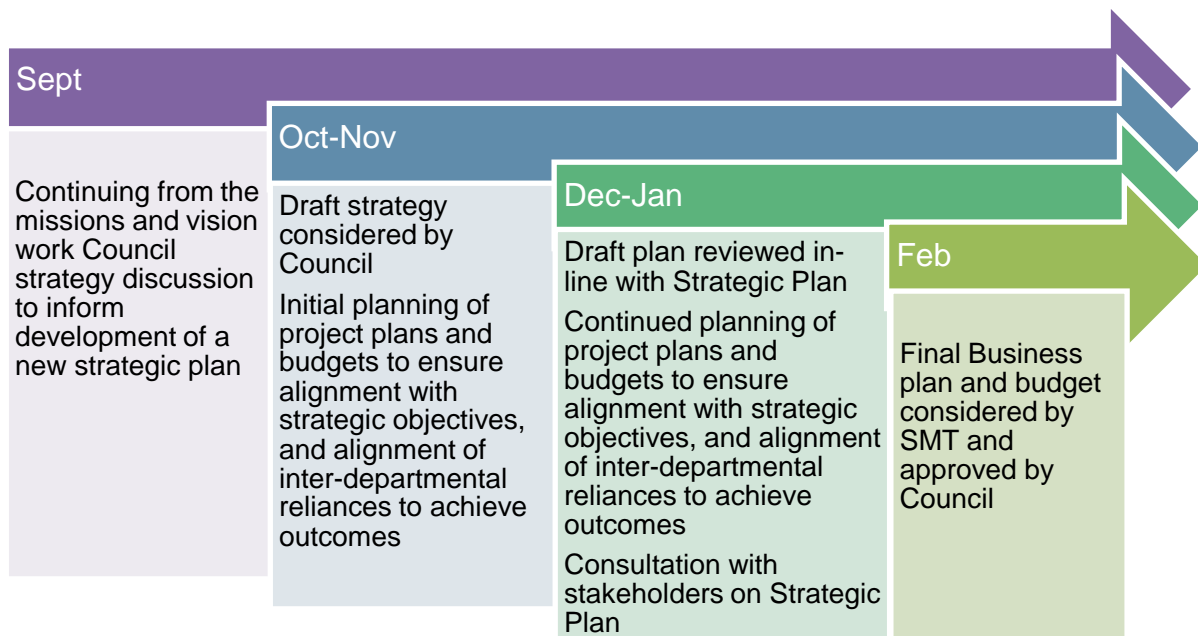 Sept
Continuing from the
missions and vision
work Council
strategy discussion
to inform
development of a
new strategic plan
Oct-Nov
Draft strategy
considered by
Council
Initial planning of
project plans and
budgets to ensure
alignment with
strategic objectives,
and alignment of
inter-departmental
reliances to achieve
outcomes
Dec-Jan
Draft plan reviewed in-
line with Strategic Plan
Continued planning of
project plans and
budgets to ensure
alignment with strategic
objectives, and alignment
of inter-departmental
reliances to achieve
outcomes
Consultation with
stakeholders on Strategic
Plan
Feb
Final Business
plan and budget
considered by
SMT and
approved by
Council